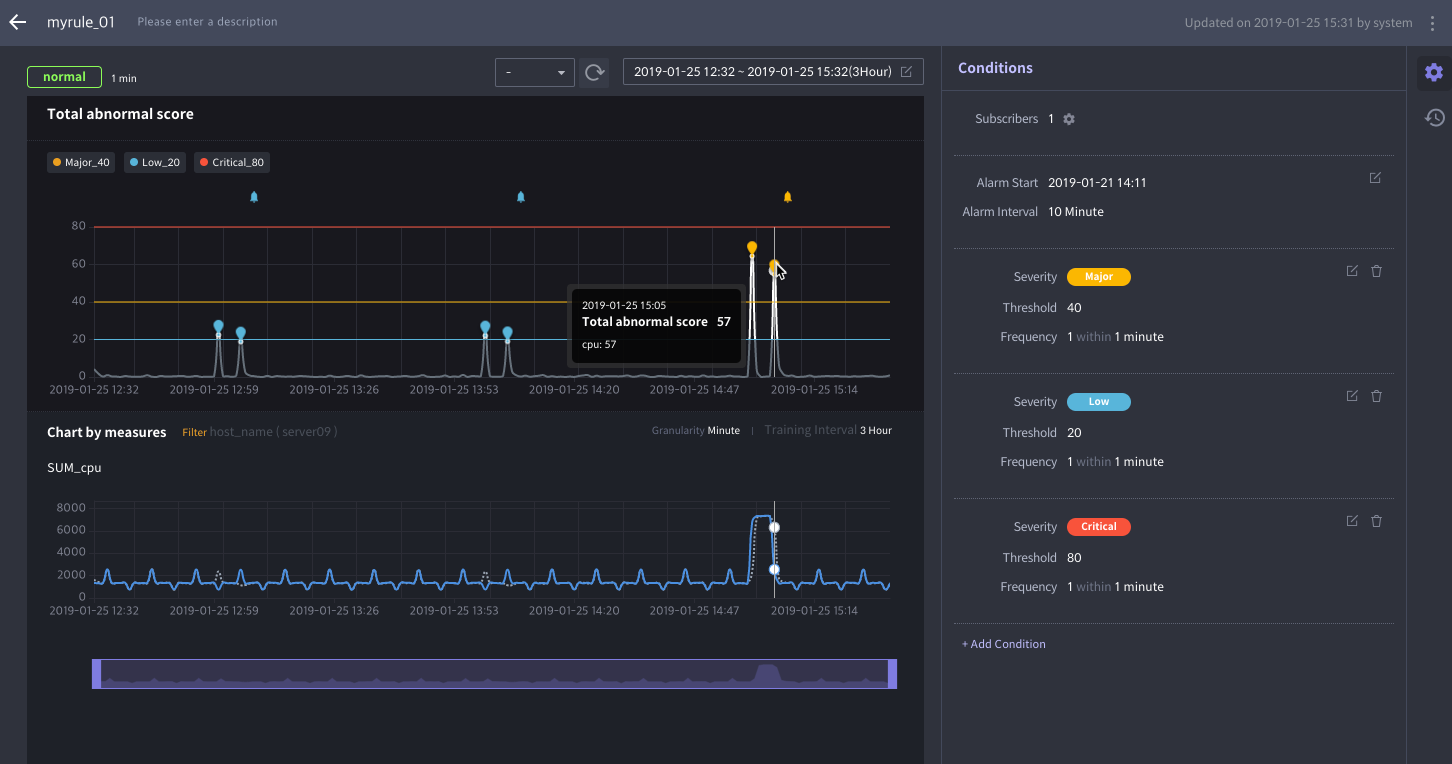 myrule_01 Please enter a description Updated on 2019-01-25 15:31 by system
normal 1 min - 2019-01-25 12:32 ~ 2019-01-25 15:32(3Hour)
Total abnormal score
Major_40 Low_20 Critical_80
80
60
40
20
0
2019-01-25 12:32 2019-01-25 12:59 2019-01-25 13:26 2019-01-25 13:53 2019-01-25 14:20 2019-01-25 14:47 2019-01-25 15:14
2019-01-25 15:05
Total abnormal score 57
cpu: 57
Chart by measures Filter host_name ( server09 ) Granularity Minute | Training Interval 3 Hour
SUM_cpu
8000
6000
4000
2000
0
2019-01-25 12:32 2019-01-25 12:59 2019-01-25 13:26 2019-01-25 13:53 2019-01-25 14:20 2019-01-25 14:47 2019-01-25 15:14
Conditions
Subscribers 1
Alarm Start 2019-01-21 14:11
Alarm Interval 10 Minute
Severity Major
Threshold 40
Frequency 1 within 1 minute
Severity Low
Threshold 20
Frequency 1 within 1 minute
Severity Critical
Threshold 80
Frequency 1 within 1 minute
+ Add Condition